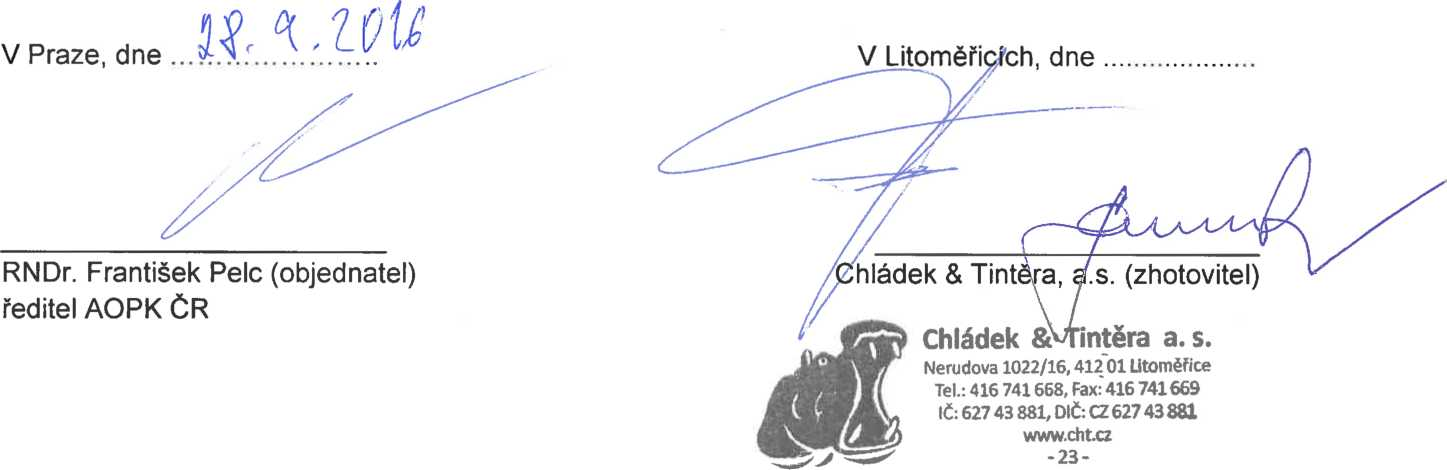 V Praze, dne 28. 9. 2016
RNDr. František Pelc (objednatel)
ředitel AOPK ČR
V Litoměřicích, dne ....................
Chládek & Tintěra, a.s. (zhotovitel)
Chládek & Tintěra a. s.
Nerudova 1022/16, 412 01 Litoměřice
Tel.: 416 741 668, Fax: 416 741 669
IČ: 627 43 881, DIČ: CZ 627 43 881
www.cht.cz
- 23 -